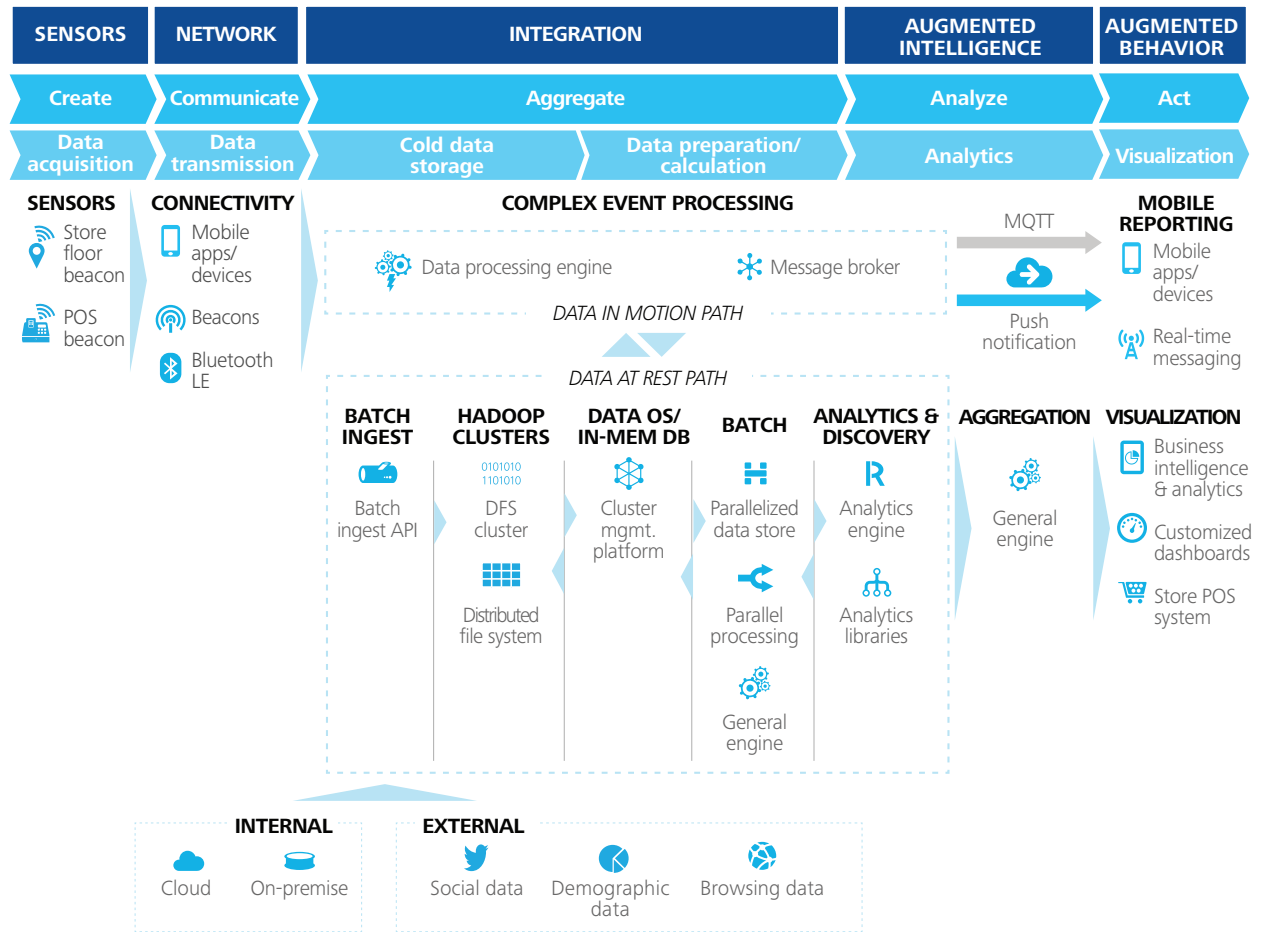 SENSORS
NETWORK
INTEGRATION
AUGMENTED
INTELLIGENCE
AUGMENTED
BEHAVIOR
Create
Communicate
Aggregate
Analyze
Act
Data
acquisition
Data
transmission
Cold data
storage
Data preparation/
calculation
Analytics
Visualization
SENSORS
Store
floor
beacon
POS
beacon
CONNECTIVITY
Mobile
apps/
devices
Beacons
Bluetooth
LE
COMPLEX EVENT PROCESSING
Data processing engine
Message broker
DATA IN MOTION PATH
MQTT
Push
notification
MOBILE
REPORTING
Mobile
apps/
devices
Real-time
messaging
DATA AT REST PATH
BATCH
INGEST
Batch
ingest API
HADOOP
CLUSTERS
0101010
1101010
DFS
cluster
Distributed
file system
DATA OS/
IN-MEM DB
Cluster
mgmt.
platform
BATCH
Parallelized
data store
Parallel
processing
General
engine
ANALYTICS &
DISCOVERY
R
Analytics
engine
Analytics
libraries
AGGREGATION
General
engine
VISUALIZATION
Business
intelligence
& analytics
Customized
dashboards
Store POS
system
INTERNAL
Cloud
On-premise
EXTERNAL
Social data
Demographic
data
Browsing data